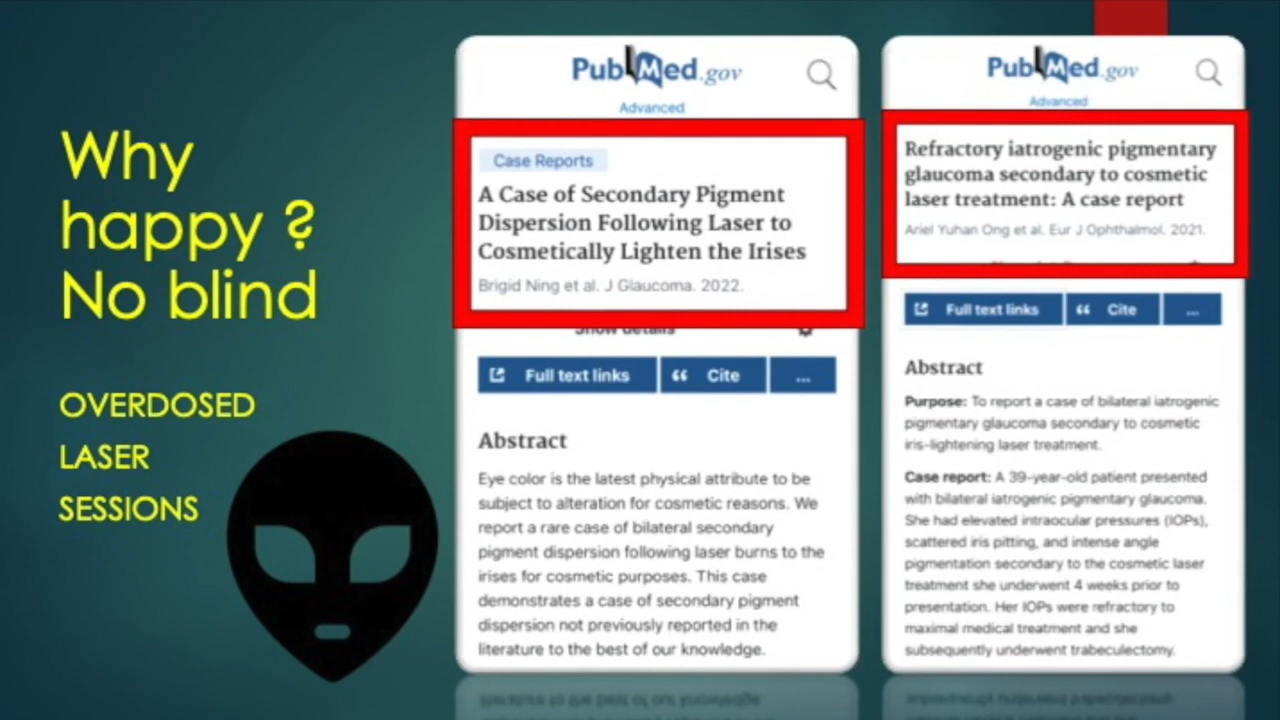 Why
happy ?
No blind
OVERDOSED
LASER
SESSIONS
PubMed.gov
Advanced
Case Reports
A Case of Secondary Pigment
Dispersion Following Laser to
Cosmetically Lighten the Irises
Brigid Ning et al. J Glaucoma. 2022.
Show details
Full text links
Cite
...
Abstract
Eye color is the latest physical attribute to be
subject to alteration for cosmetic reasons. We
report a rare case of bilateral secondary
pigment dispersion following laser burns to the
irises for cosmetic purposes. This case
demonstrates a case of secondary pigment
dispersion not previously reported in the
literature to the best of our knowledge.
PubMed.gov
Advanced
Refractory iatrogenic pigmentary
glaucoma secondary to cosmetic
laser treatment: A case report
Ariel Yuhan Ong et al. Eur J Ophthalmol. 2021.
Full text links
Cite
...
Abstract
Purpose: To report a case of bilateral iatrogenic
pigmentary glaucoma secondary to cosmetic
iris-lightening laser treatment.
Case report: A 39-year-old patient presented
with bilateral iatrogenic pigmentary glaucoma.
She had elevated intraocular pressures (IOPs),
scattered iris pitting, and intense angle
pigmentation secondary to the cosmetic laser
treatment she underwent 4 weeks prior to
presentation. Her IOPs were refractory to
maximal medical treatment and she
subsequently underwent trabeculectomy.